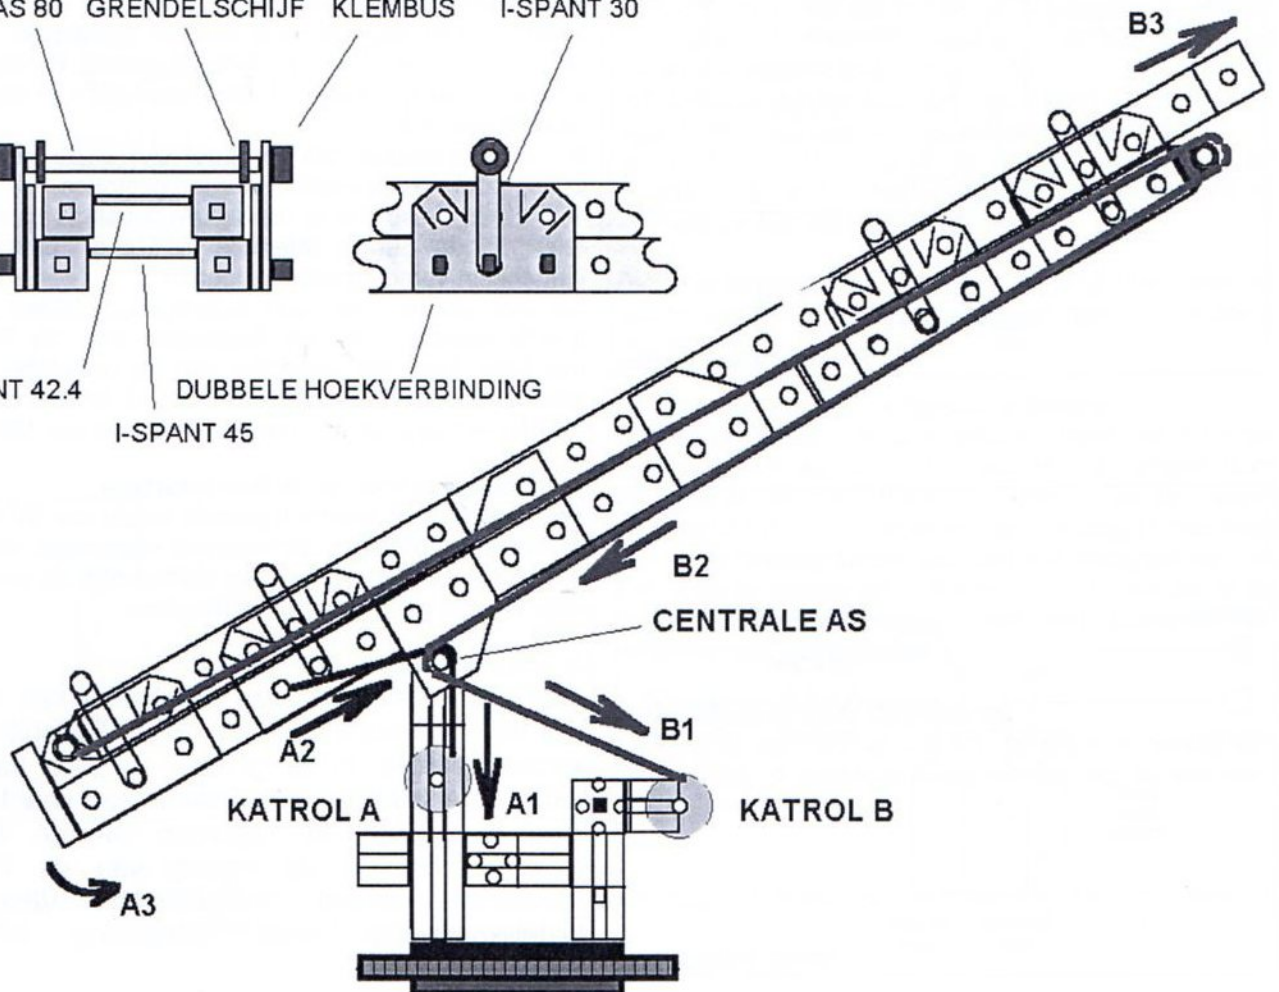 AS 80 GRENDELSCHIJF KLEMBUS I-SPANT 30
B3
NT 42.4 DUBBELE HOEKVERBINDING
I-SPANT 45
B2
CENTRALE AS
B1
A2
KATROL A A1 KATROL B
A3